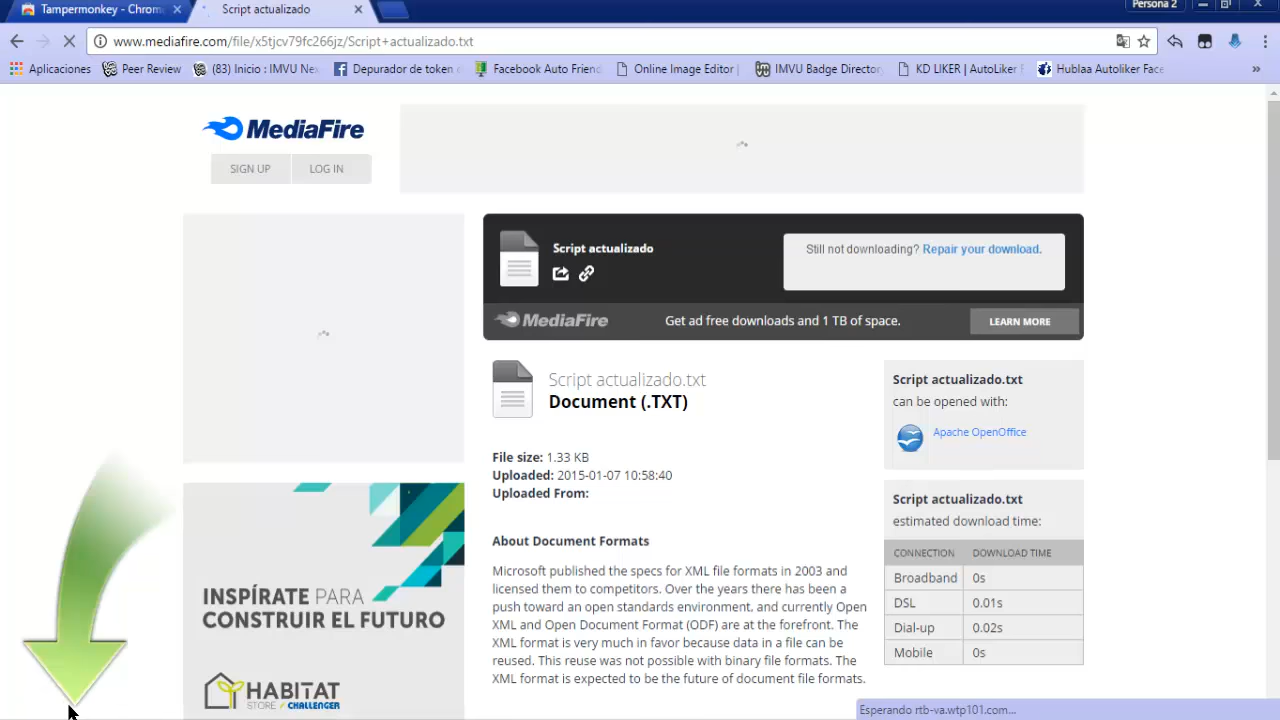 Tampermonkey - Chrom
Script actualizado
Persona 2
www.mediafire.com/file/x5tjcv79fc266jz/Script+actualizado.txt
Aplicaciones
Peer Review
(83) Inicio : IMVU Ne
Depurador de token d
Facebook Auto Frien
Online Image Editor |
IMVU Badge Director
KD LIKER | AutoLiker F
Hublaa Autoliker Face
»
MediaFire
SIGN UP
LOG IN
Script actualizado
Still not downloading? Repair your download.
MediaFire
Get ad free downloads and 1 TB of space.
LEARN MORE
Script actualizado.txt
Document (.TXT)
File size: 1.33 KB
Uploaded: 2015-01-07 10:58:40
Uploaded From:
About Document Formats
Microsoft published the specs for XML file formats in 2003 and
licensed them to competitors. Over the years there has been a
push toward an open standards environment, and currently Open
XML and Open Document Format (ODF) are at the forefront. The
XML format is very much in favor because data in a file can be
reused. This reuse was not possible with binary file formats. The
XML format is expected to be the future of document file formats.
Script actualizado.txt
can be opened with:
Apache OpenOffice
Script actualizado.txt
estimated download time:
CONNECTION DOWNLOAD TIME
Broadband 0s
DSL 0.01s
Dial-up 0.02s
Mobile 0s
INSPÍRATE PARA
CONSTRUIR EL FUTURO
HABITAT
STORE CHALLENGER
Esperando rtb-va.wtp101.com...